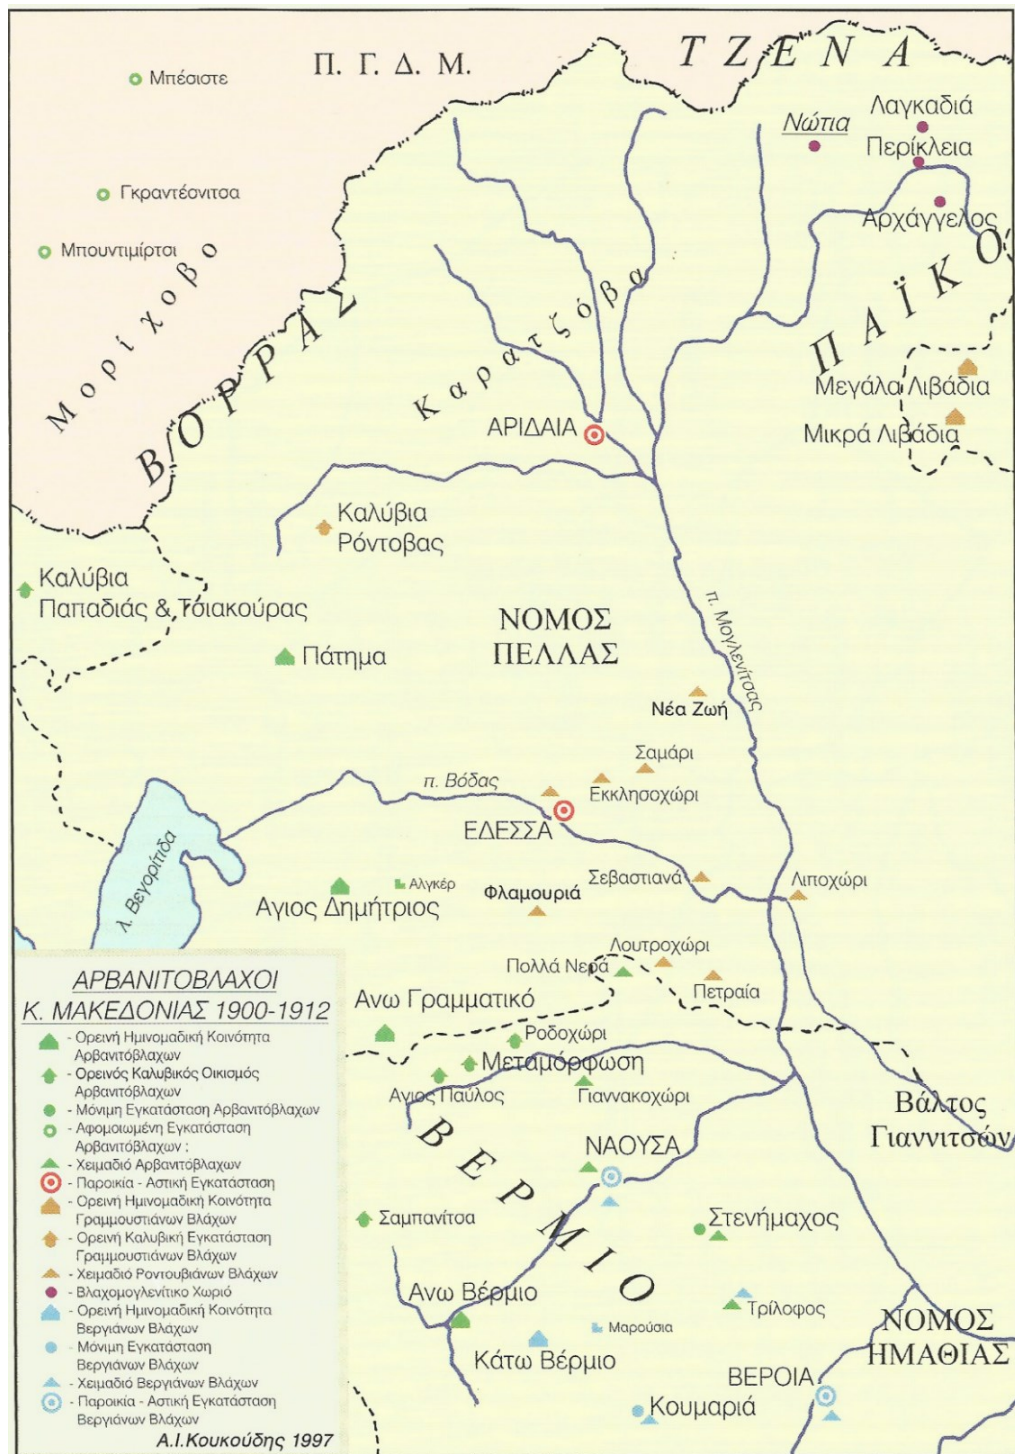 Π. Γ. Δ. Μ.
ΤΖΕΝΑ
Μπέσιστε
Λαγκαδιά
Νώτια
Περίκλεια
Γκραντέσνιτσα
Αρχάγγελος
Μπουντιμίρτσι
Μορίχοβο
ΒΟΡΡΑΣ
Καρατζόβα
ΠΑΪΚΟ
Μεγάλα Λιβάδια
ΑΡΙΔΑΙΑ
Μικρά Λιβάδια
Καλύβια
Ρόντοβας
Καλύβια
Παπαδιάς & Τσιακούρας
ΝΟΜΟΣ
ΠΕΛΛΑΣ
π. Μογλενίτσας
Πάτημα
Νέα Ζωή
Σαμάρι
π. Βόδας
Εκκλησοχώρι
ΕΔΕΣΣΑ
λ. Βεγορίτιδα
Σεβαστιανά
Λιποχώρι
Αλγκέρ
Φλαμουριά
Αγιος Δημήτριος
Λουτροχώρι
Πολλά Νερά
Πετραία
Ανω Γραμματικό
Ροδοχώρι
Μεταμόρφωση
Αγιος Παύλος
Γιαννακοχώρι
Βάλτος
Γιαννιτσών
ΒΕΡΜΙΟ
ΝΑΟΥΣΑ
Σαμπανίτσα
Στενήμαχος
Ανω Βέρμιο
Τρίλοφος
Μαρούσια
Κάτω Βέρμιο
ΝΟΜΟΣ
ΗΜΑΘΙΑΣ
ΒΕΡΟΙΑ
Κουμαριά
ΑΡΒΑΝΙΤΟΒΛΑΧΟΙ
Κ. ΜΑΚΕΔΟΝΙΑΣ 1900-1912
- Ορεινή Ημινομαδική Κοινότητα
Αρβανιτόβλαχων
- Ορεινός Καλυβικός Οικισμός
Αρβανιτόβλαχων
- Μόνιμη Εγκατάσταση Αρβανιτόβλαχων
- Αφομοιωμένη Εγκατάσταση
Αρβανιτόβλαχων ;
- Χειμαδιό Αρβανιτόβλαχων
- Παροικία - Αστική Εγκατάσταση
- Ορεινή Ημινομαδική Κοινότητα
Γραμμουστιάνων Βλάχων
- Ορεινή Καλυβική Εγκατάσταση
Γραμμουστιάνων Βλάχων
- Χειμαδιό Ροντουβιάνων Βλάχων
- Βλαχομογλενίτικο Χωριό
- Ορεινή Ημινομαδική Κοινότητα
Βεργιάνων Βλάχων
- Μόνιμη Εγκατάσταση
Βεργιάνων Βλάχων
- Χειμαδιό Βεργιάνων Βλάχων
- Παροικία - Αστική Εγκατάσταση
Βεργιάνων Βλάχων
Α.Ι.Κουκούδης 1997